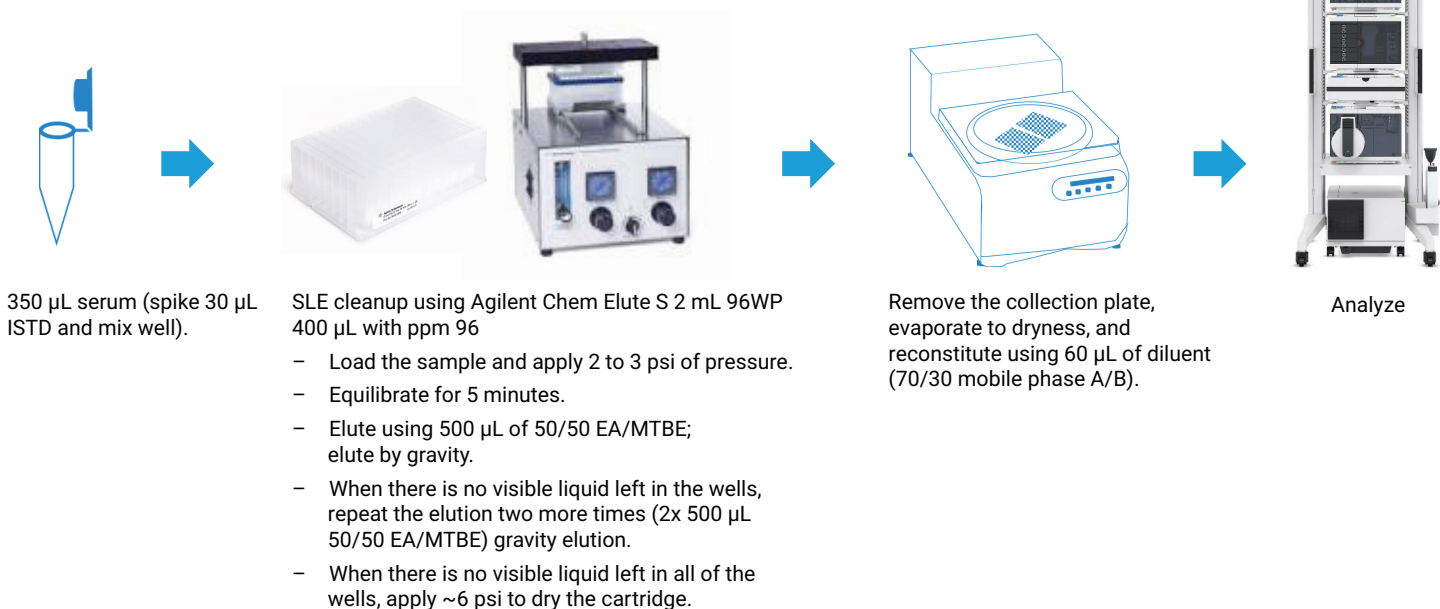 350 µL serum (spike 30 µL
ISTD and mix well).
SLE cleanup using Agilent Chem Elute S 2 mL 96WP
400 µL with ppm 96
– Load the sample and apply 2 to 3 psi of pressure.
– Equilibrate for 5 minutes.
– Elute using 500 µL of 50/50 EA/MTBE;
elute by gravity.
– When there is no visible liquid left in the wells,
repeat the elution two more times (2x 500 µL
50/50 EA/MTBE) gravity elution.
– When there is no visible liquid left in all of the
wells, apply ~6 psi to dry the cartridge.
Remove the collection plate,
evaporate to dryness, and
reconstitute using 60 µL of diluent
(70/30 mobile phase A/B).
Analyze